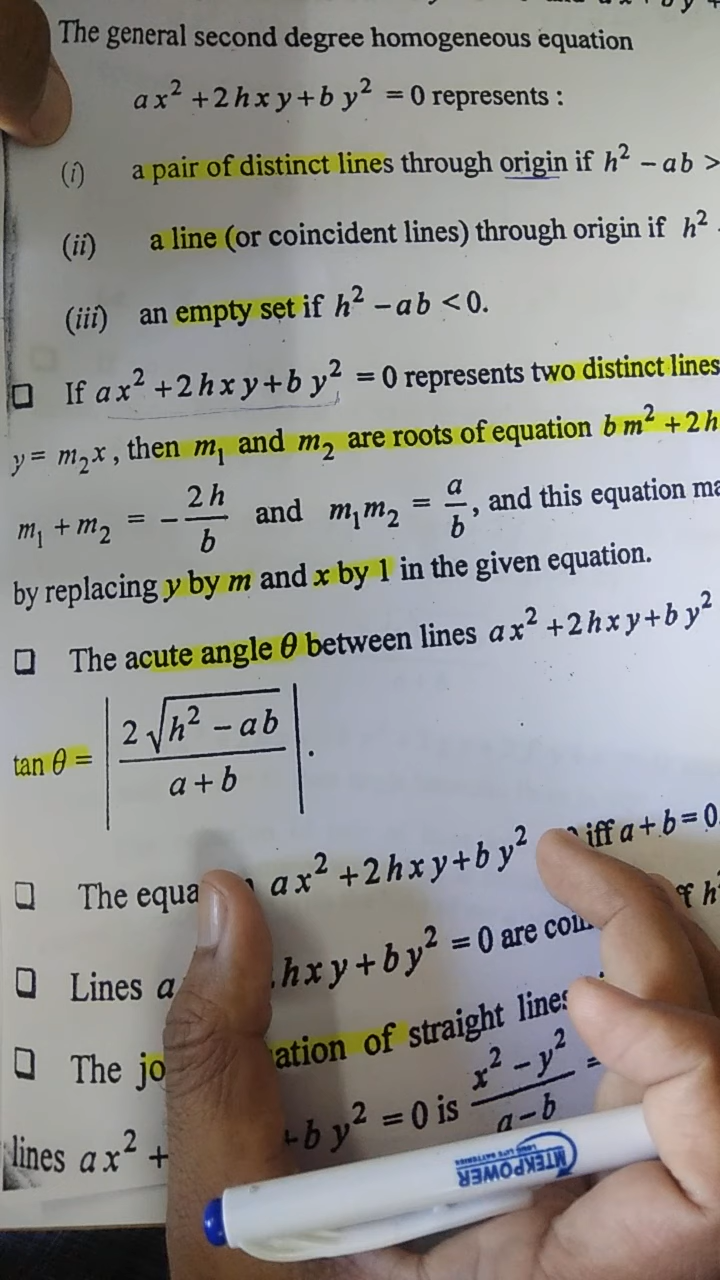 The general second degree homogeneous equation
ax² + 2hxy + by² = 0 represents :
(i) a pair of distinct lines through origin if h² – ab >
(ii) a line (or coincident lines) through origin if h²
(iii) an empty set if h² – ab < 0.
❑ If ax² + 2hxy + by² = 0 represents two distinct lines
y = m₂x, then m₁ and m₂ are roots of equation bm² + 2h
m₁ + m₂ = – 2h/b and m₁m₂ = a/b, and this equation ma
by replacing y by m and x by 1 in the given equation.
❑ The acute angle θ between lines ax² + 2hxy + by²
tan θ = | 2√(h² – ab) / (a + b) | .
❑ The equa ax² + 2hxy + by² iff a + b = 0
❑ Lines a hxy + by² = 0 are coin ff h²
❑ The jo ation of straight lines
lines ax² + + by² = 0 is (x² – y²)/(a – b) =
MTEKPOWER
LONG LIFE BATTERIES